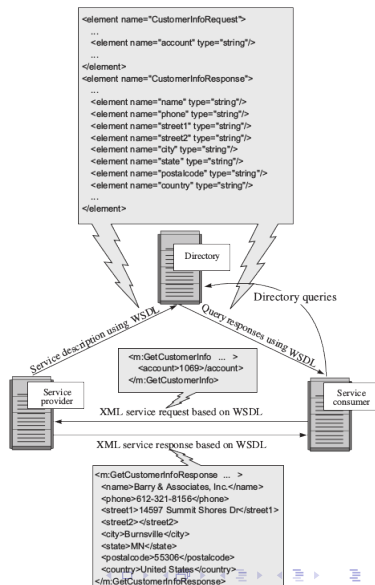 <element name="CustomerInfoRequest">
...
<element name="account" type="string"/>
...
</element>
<element name="CustomerInfoResponse">
...
<element name="name" type="string"/>
<element name="phone" type="string"/>
<element name="street1" type="string"/>
<element name="street2" type="string"/>
<element name="city" type="string"/>
<element name="state" type="string"/>
<element name="postalcode" type="string"/>
<element name="country" type="string"/>
...
</element>
Directory
Directory queries
Service description using WSDL
Query responses using WSDL
<m:GetCustomerInfo ... >
<account>1069>/account>
</m:GetCustomerInfo>
Service
provider
Service
consumer
XML service request based on WSDL
XML service response based on WSDL
<m:GetCustomerInfoResponse ... >
<name>Barry & Associates, Inc.</name>
<phone>612-321-8156</phone>
<street1>14597 Summit Shores Dr</street1>
<street2></street2>
<city>Burnsville</city>
<state>MN</state>
<postalcode>55306</postalcode>
<country>United States</country>
</m:GetCustomerInfoResponse>